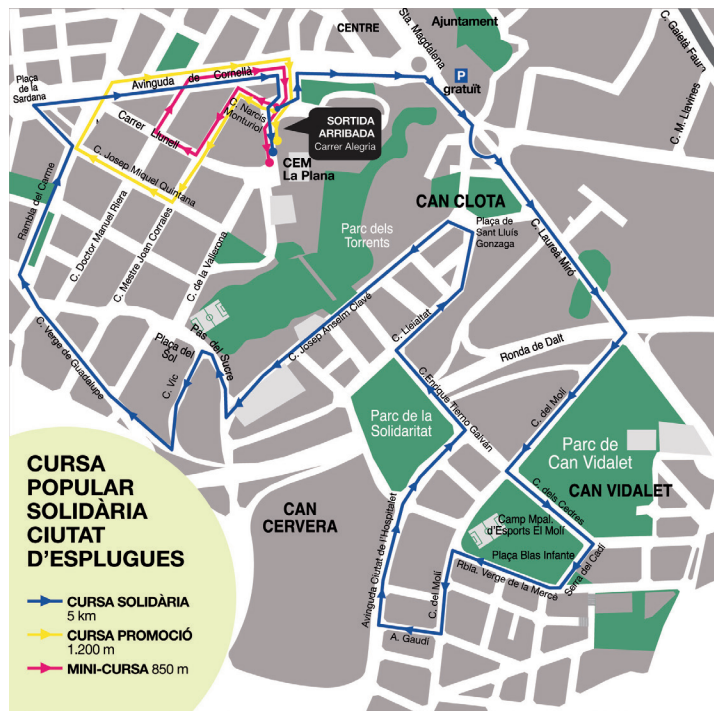 CENTRE
Sta. Magdalena
Ajuntament
C. Gaietà Faura
Plaça
de la
Sardana
Avinguda de Cornellà
P
gratuït
C. M. Llavines
C. Narcís
Monturiol
SORTIDA
ARRIBADA
Carrer Alegria
Carrer Llunell
C. Josep Miquel Quintana
CEM
La Plana
Rambla del Carme
C. Doctor Manuel Riera
C. Mestre Joan Corrales
C. de la Vallerona
Parc dels
Torrents
CAN CLOTA
Plaça de
Sant Lluís
Gonzaga
C. Laureà Miró
C. Verge de Guadalupe
Plaça del
Sol
Pas. del Sucre
C. Vic
C. Josep Anselm Clavé
C. Lleialtat
Ronda de Dalt
C. Enrique Tierno Galván
C. del Molí
Parc de la
Solidaritat
Parc de
Can Vidalet
CAN VIDALET
C. dels Cedres
CAN
CERVERA
Camp Mpal.
d'Esports El Molí
Plaça Blas Infante
Avinguda Ciutat de l'Hospitalet
Rbla. Verge de la Mercè
Serra del Cadí
C. del Molí
A. Gaudí
CURSA
POPULAR
SOLIDÀRIA
CIUTAT
D'ESPLUGUES
CURSA SOLIDÀRIA
5 km
CURSA PROMOCIÓ
1.200 m
MINI-CURSA 850 m